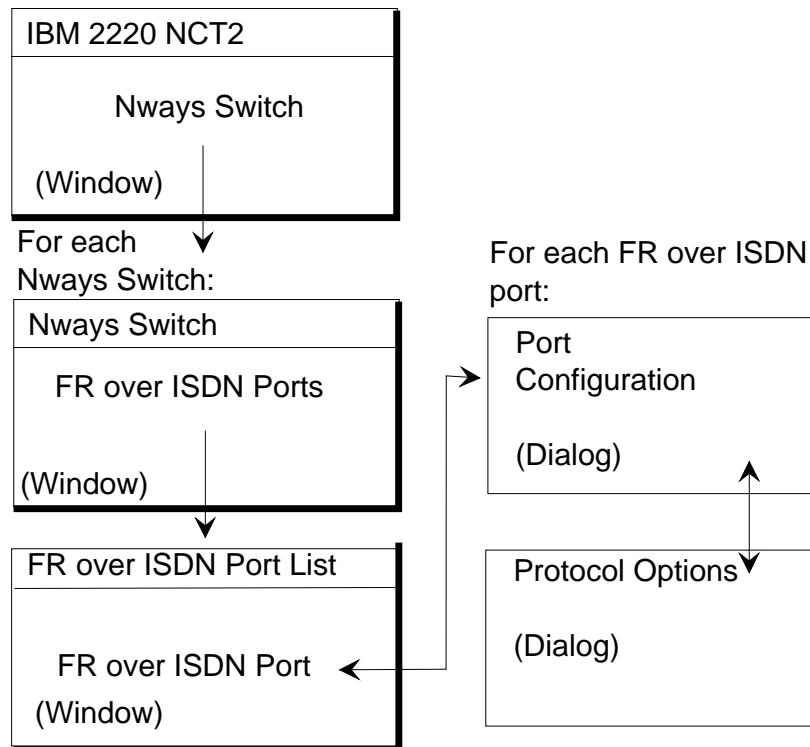 IBM 2220 NCT2
Nways Switch
(Window)
For each
Nways Switch:
Nways Switch
FR over ISDN Ports
(Window)
FR over ISDN Port List
FR over ISDN Port
(Window)
For each FR over ISDN
port:
Port
Configuration
(Dialog)
Protocol Options
(Dialog)